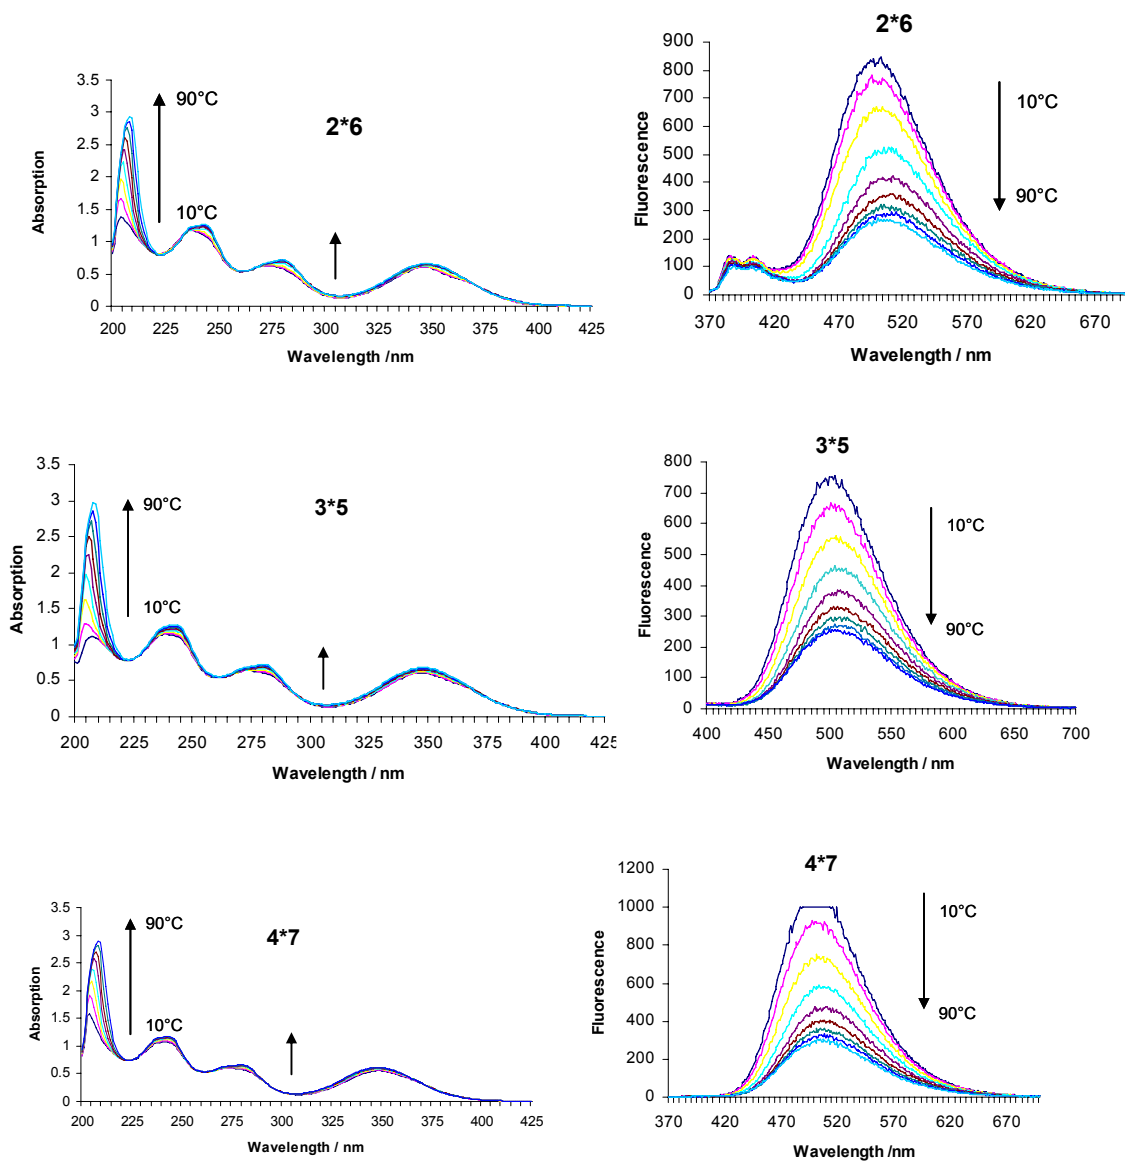 2*6
Absorption
3.5
3
2.5
2
1.5
1
0.5
0
90°C
10°C
200 225 250 275 300 325 350 375 400 425
Wavelength /nm
2*6
Fluorescence
900
800
700
600
500
400
300
200
100
0
10°C
90°C
370 420 470 520 570 620 670
Wavelength / nm
3*5
Absorption
3.5
3
2.5
2
1.5
1
0.5
0
90°C
10°C
200 225 250 275 300 325 350 375 400 425
Wavelength / nm
3*5
Fluorescence
800
700
600
500
400
300
200
100
0
10°C
90°C
400 450 500 550 600 650 700
Wavelength / nm
4*7
Absorption
3.5
3
2.5
2
1.5
1
0.5
0
90°C
10°C
200 225 250 275 300 325 350 375 400 425
Wavelength / nm
4*7
Fluorescence
1200
1000
800
600
400
200
0
10°C
90°C
370 420 470 520 570 620 670
Wavelength /nm